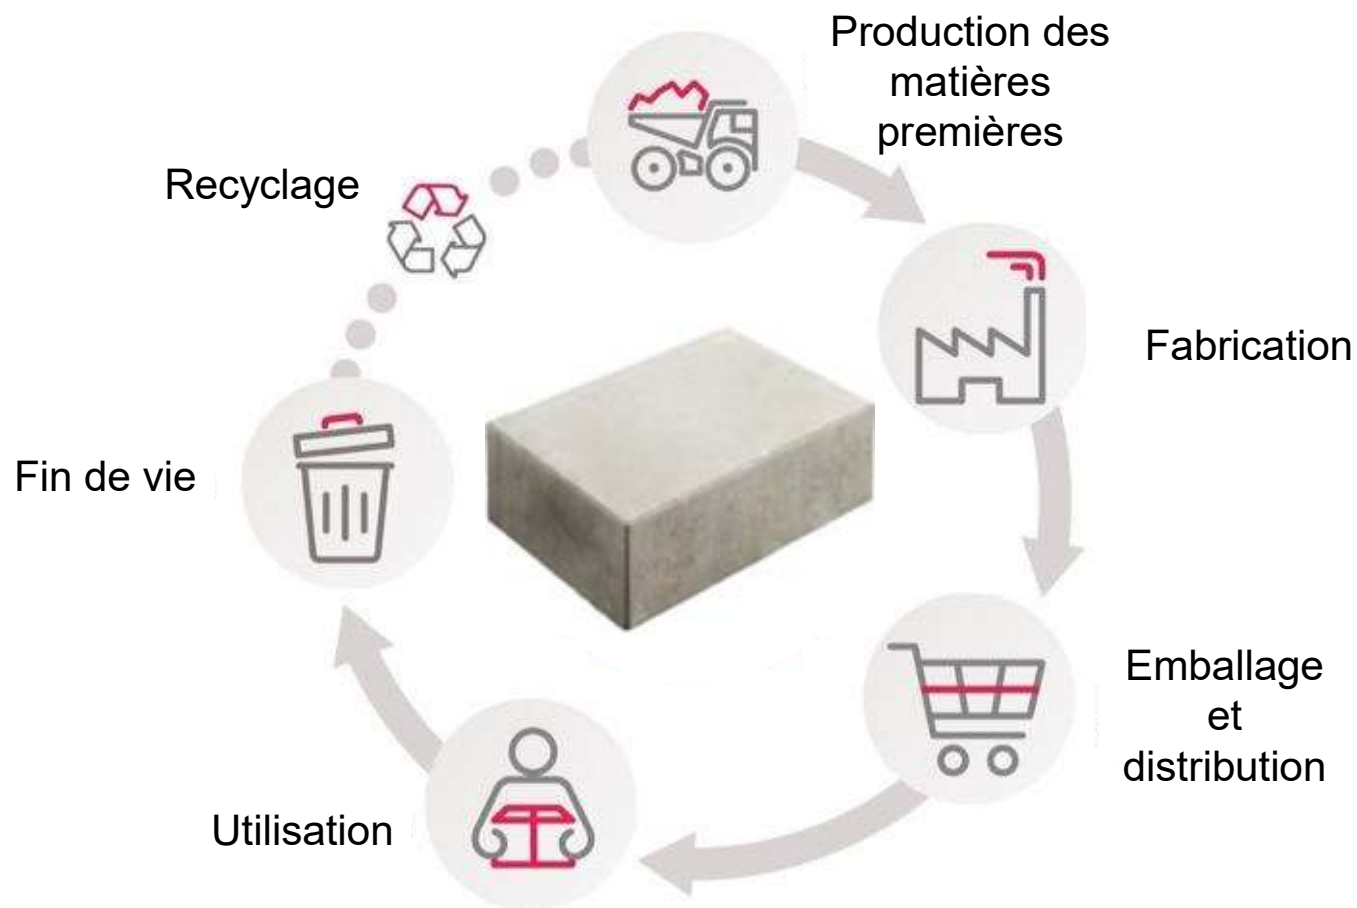 Production des
matières
premières
Recyclage
Fabrication
Fin de vie
Emballage
et
distribution
Utilisation